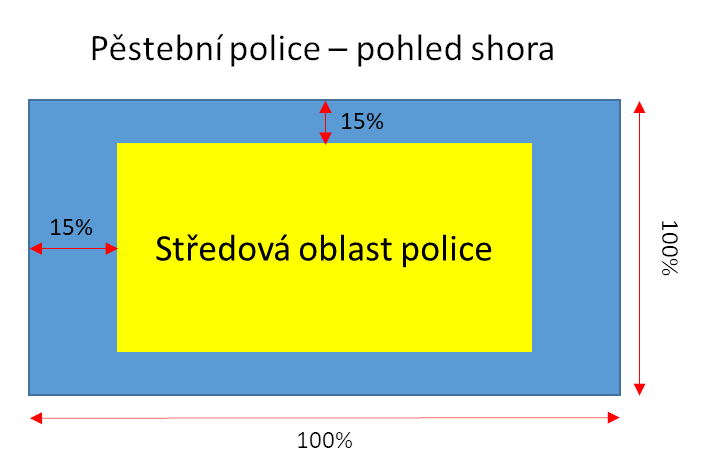 Pěstební police – pohled shora
15%
15%
Středová oblast police
100%
100%